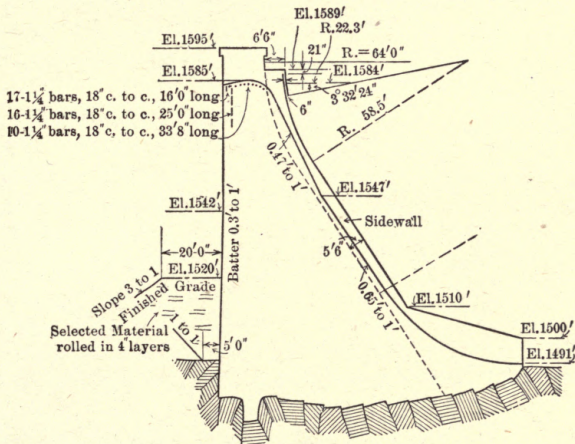 El.1589'
6'6"
R.22.3'
El.1595'
21"
R.=64'0"
El.1585'
El.1584'
17-1¼" bars, 18"c. to c., 16'0"long
6"
3°32'24"
16-1¼" bars, 18"c. to c., 25'0"long
R. 58.5'
10-1¼" bars, 18"c. to c., 33'8"long
0.47' to 1'
El.1547'
El.1542'
Batter 0.3' to 1'
Sidewall
20'-0"
5'6"
El.1520'
Slope 3 to 1
Finished Grade
0.65' to 1'
El.1510'
Selected Material
rolled in 4"layers
1 to 1
5'0"
El.1500'
El.1491'